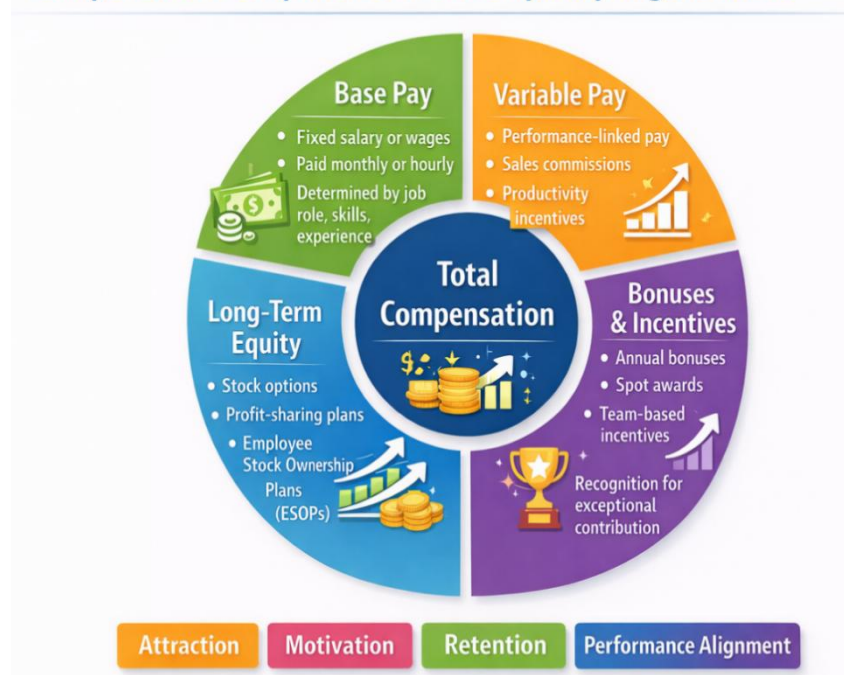 Base Pay
• Fixed salary or wages
• Paid monthly or hourly
Determined by job
role, skills,
experience
Variable Pay
• Performance-linked pay
• Sales commissions
• Productivity
incentives
Total
Compensation
Long-Term
Equity
• Stock options
• Profit-sharing plans
• Employee
Stock Ownership
Plans
(ESOPs)
Bonuses
& Incentives
• Annual bonuses
• Spot awards
• Team-based
incentives
Recognition for
exceptional
contribution
Attraction
Motivation
Retention
Performance Alignment